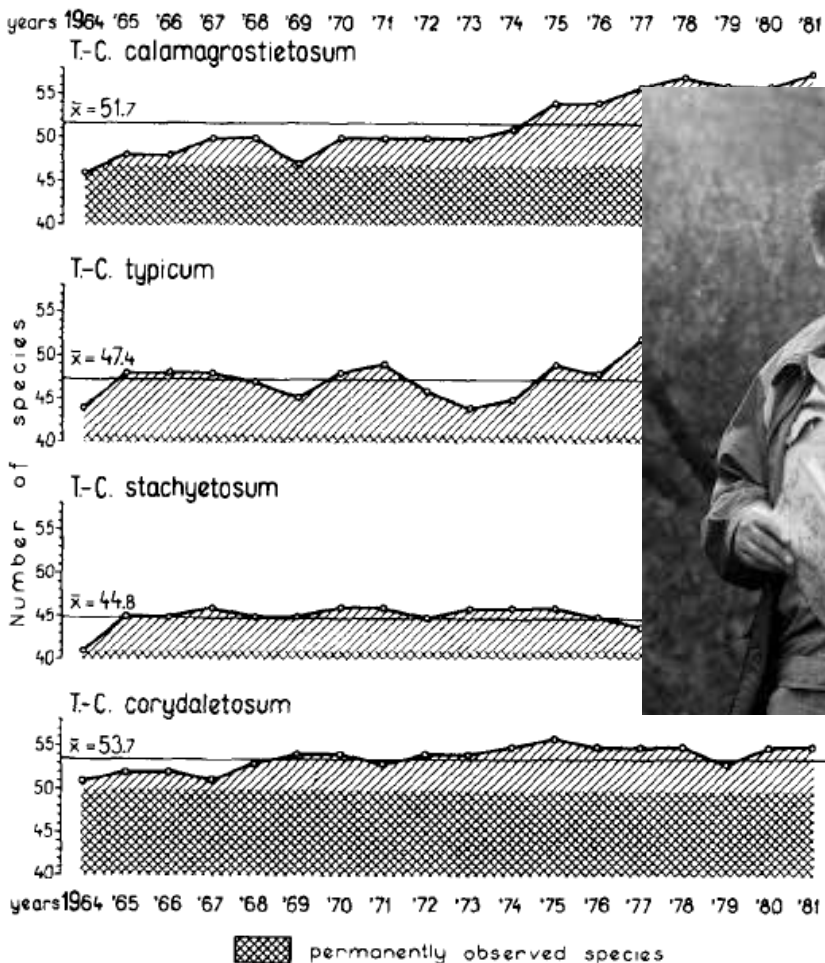 years 1964 '65 '66 '67 '68 '69 '70 '71 '72 '73 '74 '75 '76 '77 '78 '79 '80 '81
T.-C. calamagrostietosum
55
x̄ = 51.7
50
45
40
T.-C. typicum
55
50
x̄ = 47.4
45
40
Number of species
T.-C. stachyetosum
55
50
x̄ = 44.8
45
40
T.-C. corydaletosum
55
x̄ = 53.7
50
45
40
years 1964 '65 '66 '67 '68 '69 '70 '71 '72 '73 '74 '75 '76 '77 '78 '79 '80 '81
permanently observed species